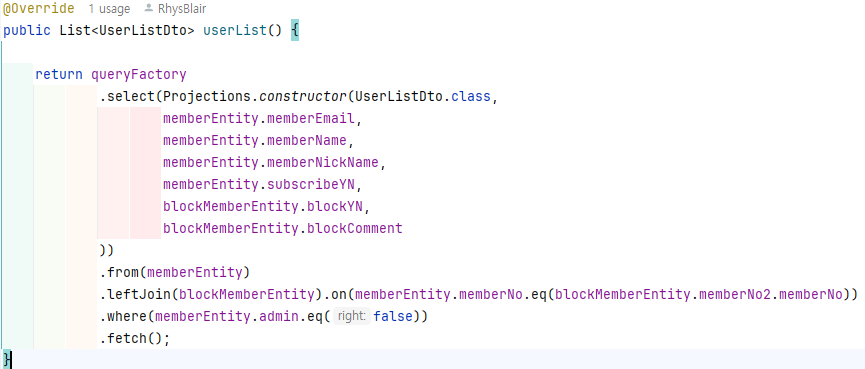 @Override 1 usage RhysBlair
public List<UserListDto> userList() {
return queryFactory
.select(Projections.constructor(UserListDto.class,
memberEntity.memberEmail,
memberEntity.memberName,
memberEntity.memberNickName,
memberEntity.subscribeYN,
blockMemberEntity.blockYN,
blockMemberEntity.blockComment
))
.from(memberEntity)
.leftJoin(blockMemberEntity).on(memberEntity.memberNo.eq(blockMemberEntity.memberNo2.memberNo))
.where(memberEntity.admin.eq( right: false))
.fetch();
}